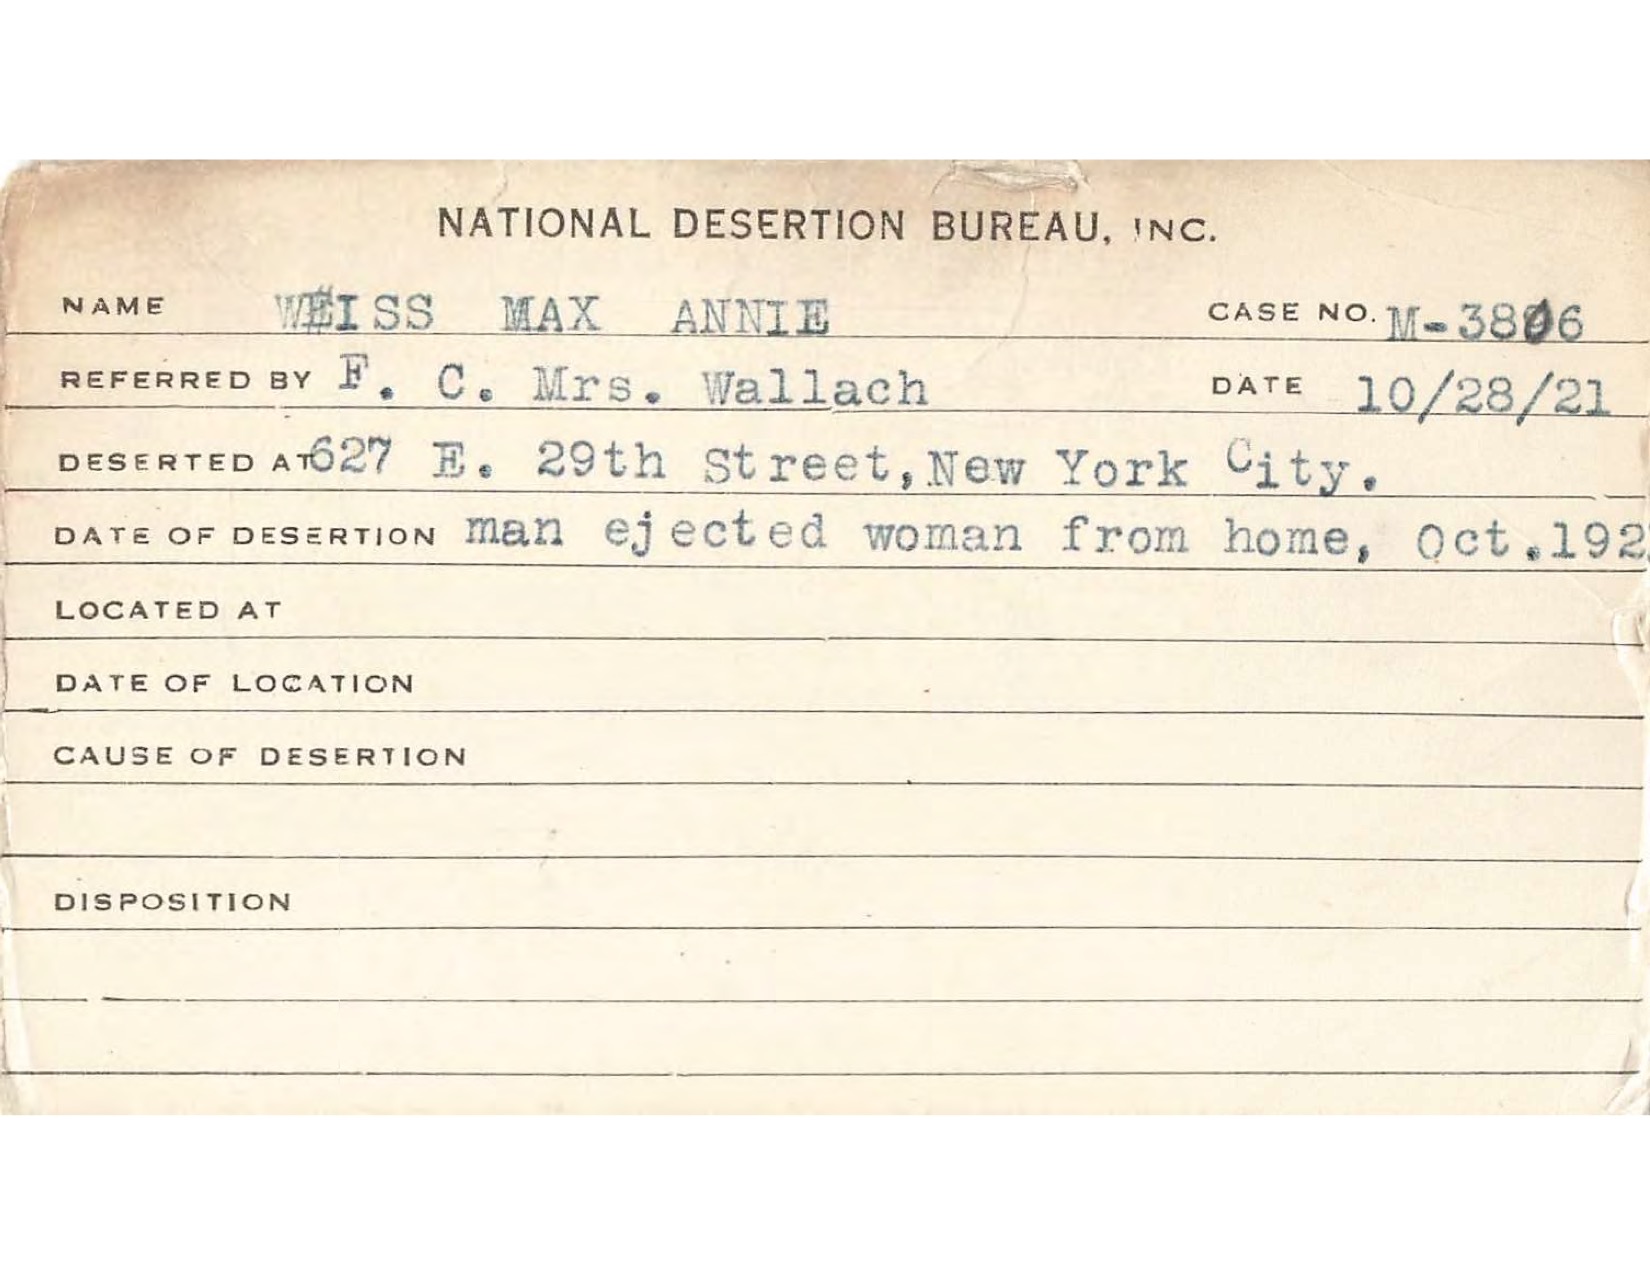 NATIONAL DESERTION BUREAU, INC.
NAME WEISS MAX ANNIE CASE NO. M-3806
REFERRED BY F. C. Mrs. Wallach DATE 10/28/21
DESERTED AT 627 E. 29th Street, New York City.
DATE OF DESERTION man ejected woman from home, Oct.192
LOCATED AT
DATE OF LOCATION
CAUSE OF DESERTION
DISPOSITION